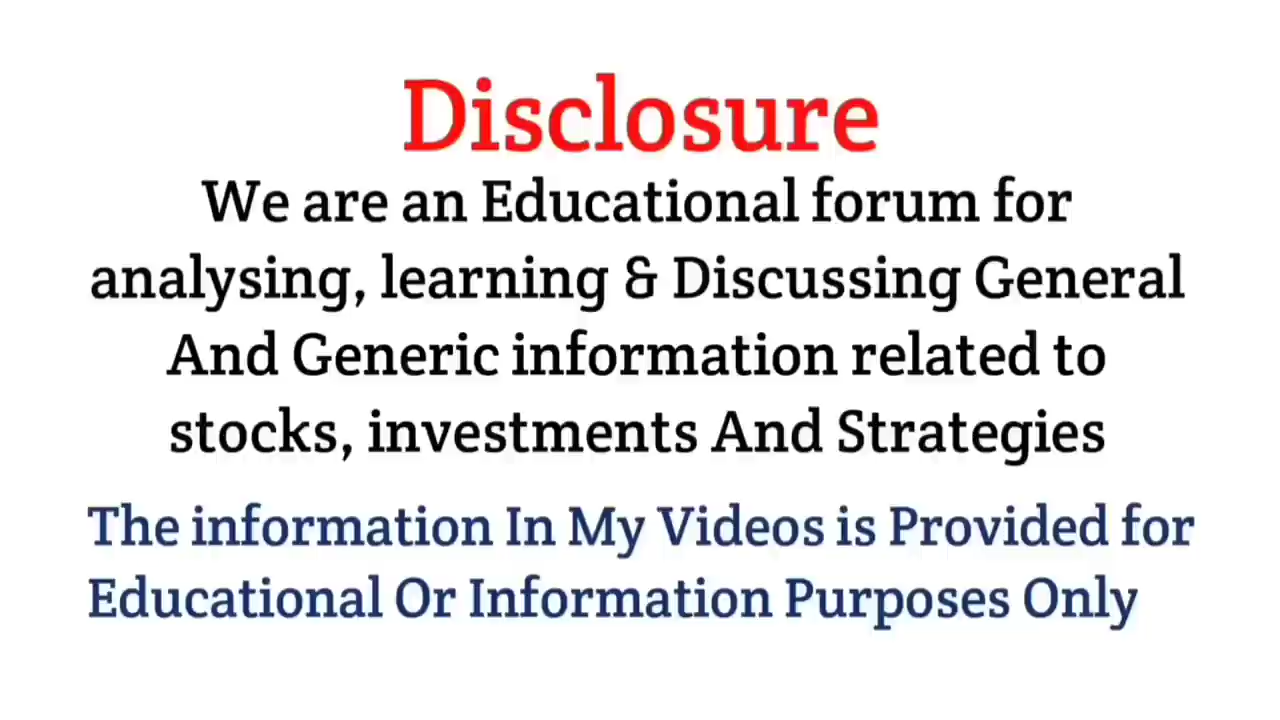 Disclosure
We are an Educational forum for
analysing, learning & Discussing General
And Generic information related to
stocks, investments And Strategies
The information In My Videos is Provided for
Educational Or Information Purposes Only